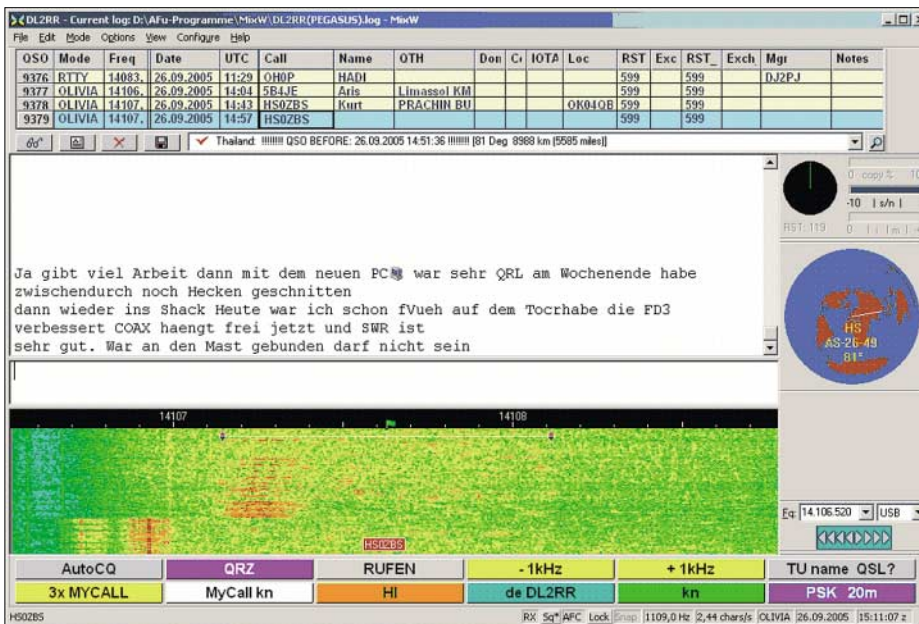 DL2RR - Current log: D:\AFu-Programme\MixW\DL2RR(PEGASUS).log - MixW
File Edit Mode Options View Configure Help
QSO Mode Freq Date UTC Call Name QTH Don IOTA Loc RST Exc RST_ Exch Mgr Notes
9376 RTTY 14083, 26.09.2005 11:29 OH0P HADI 599 599 DJ2PJ
9377 OLIVIA 14106, 26.09.2005 14:04 5B4JE Aris Limassol KM 599 599
9378 OLIVIA 14107, 26.09.2005 14:43 HS0ZBS Kurt PRACHIN BU OK04QB 599 599
9379 OLIVIA 14107. 26.09.2005 14:57 HS0ZBS 599 599
Thailand: !!!!!!!! QSO BEFORE: 26.09.2005 14:51:36 !!!!!!!! [81 Deg 8988 km (5585 miles)]
0 copy% 10
-10 | s/n |
RST: 119
Ja gibt viel Arbeit dann mit dem neuen PC war sehr QRL am Wochenende habe
zwischendurch noch Hecken geschnitten
dann wieder ins Shack Heute war ich schon fVueh auf dem Tocrhabe die FD3
verbessert COAX haengt frei jetzt und SWR ist
sehr gut. War an den Mast gebunden darf nicht sein
HS
AS-26-49
81°
14107 14108
HS0ZBS
Fq: 14.106.520 USB
AutoCQ QRZ RUFEN - 1kHz + 1kHz TU name QSL?
3x MYCALL MyCall kn HI de DL2RR kn PSK 20m
HS0ZBS RX Sq* AFC Lock Snap 1109,0 Hz 2,44 chars/s OLIVIA 26.09.2005 15:11:07 z